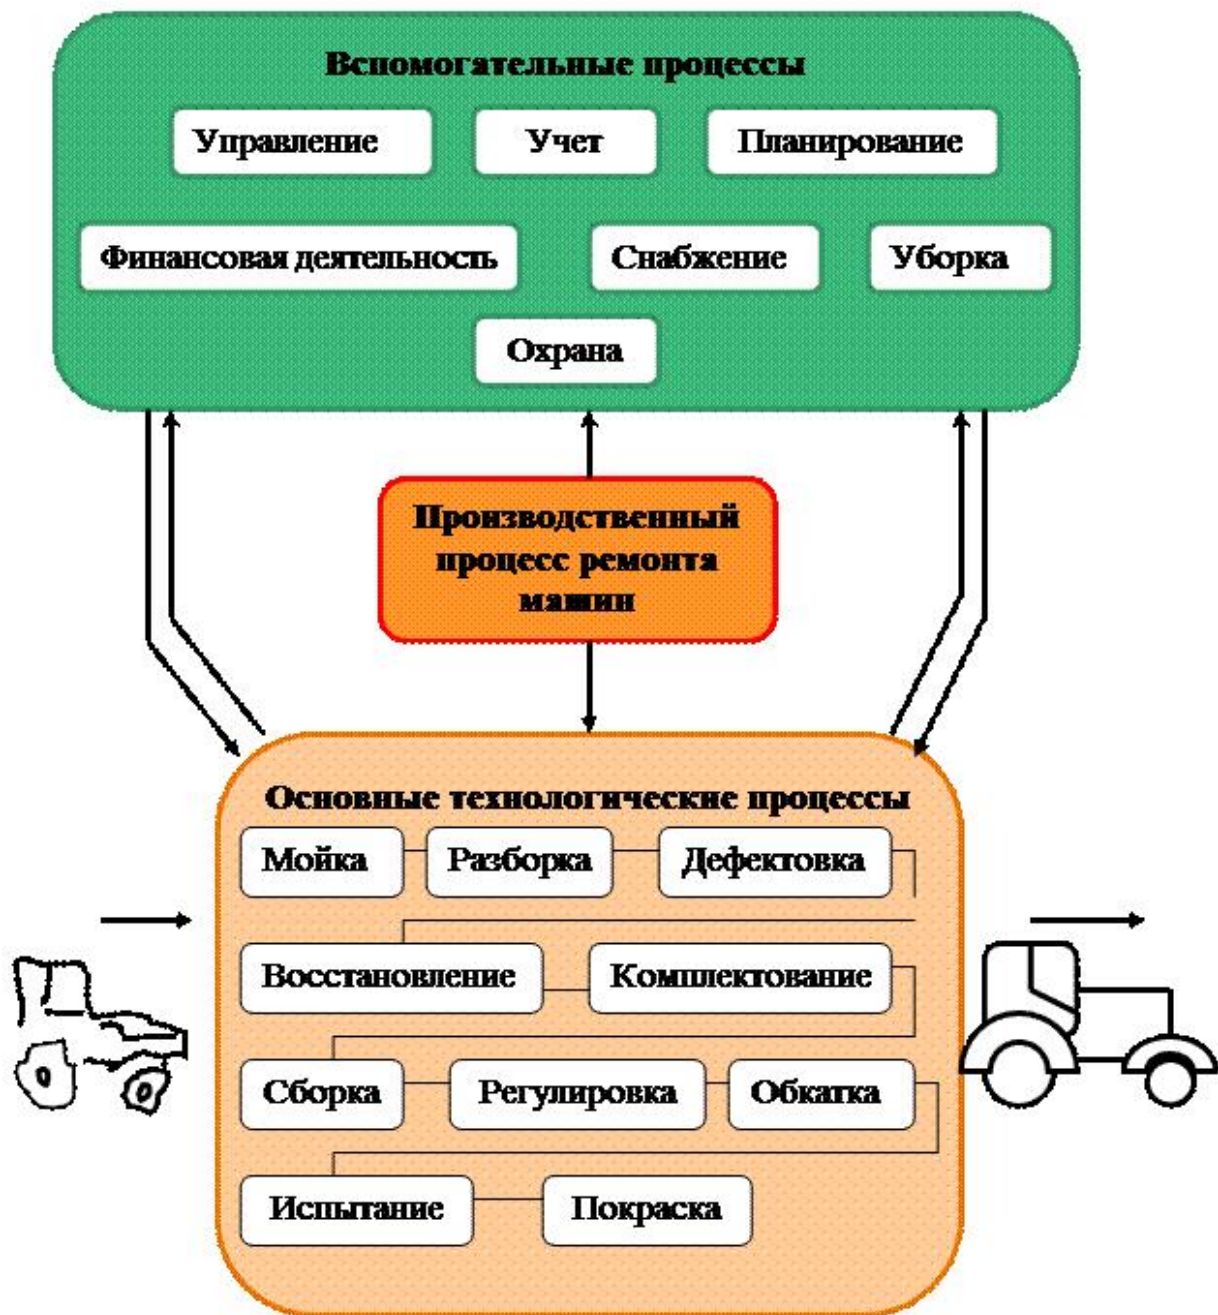 Вспомогательные процессы
Управление
Учет
Планирование
Финансовая деятельность
Снабжение
Уборка
Охрана
Производственный
процесс ремонта
машин
Основные технологические процессы
Мойка
Разборка
Дефектовка
Восстановление
Комплектование
Сборка
Регулировка
Обкатка
Испытание
Покраска